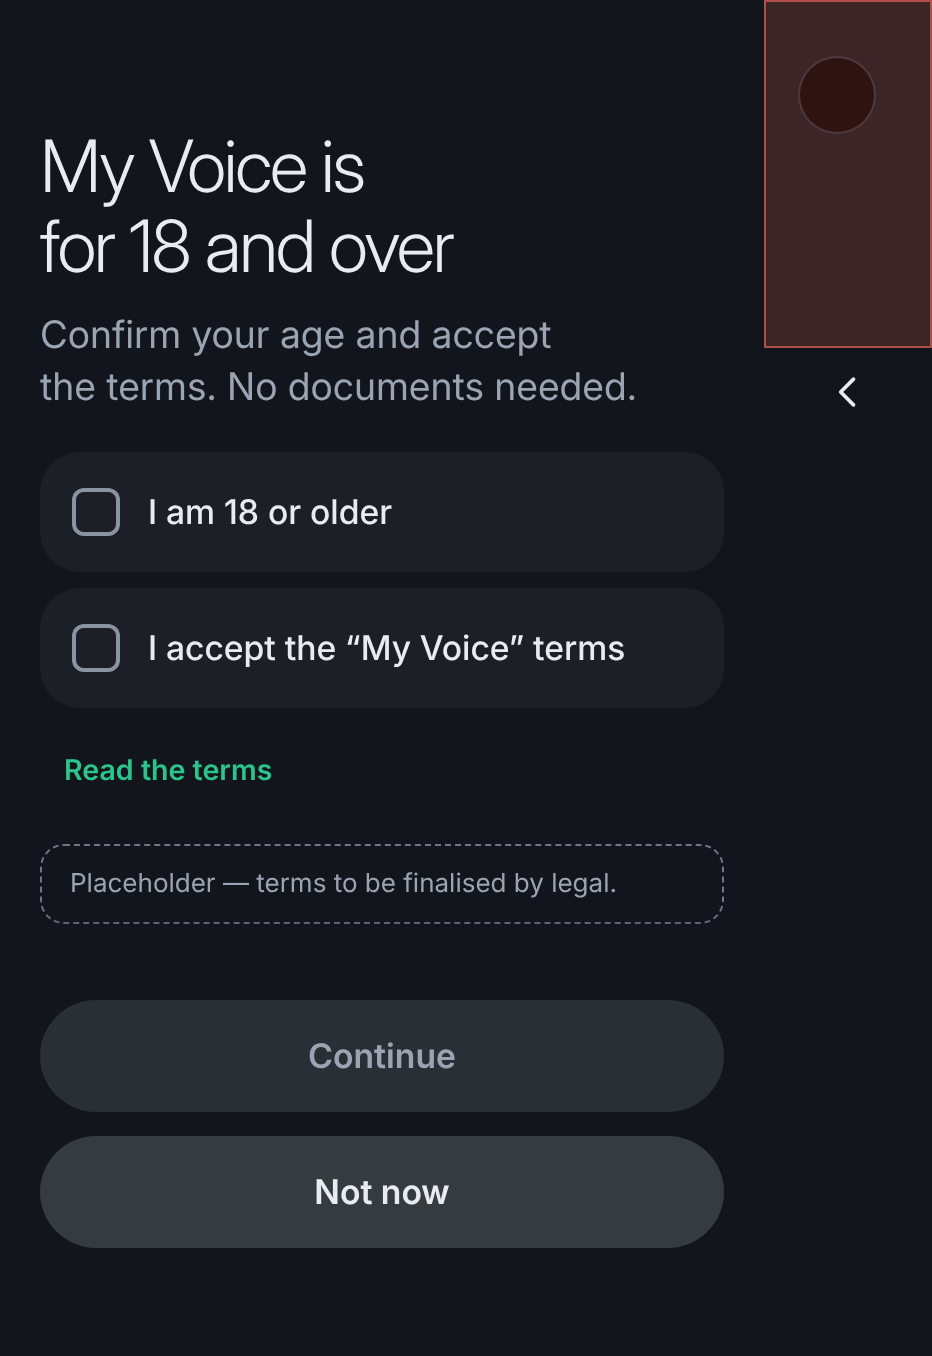 My Voice is
for 18 and over
Confirm your age and accept
the terms. No documents needed.
I am 18 or older
I accept the “My Voice” terms
Read the terms
Placeholder — terms to be finalised by legal.
Continue
Not now